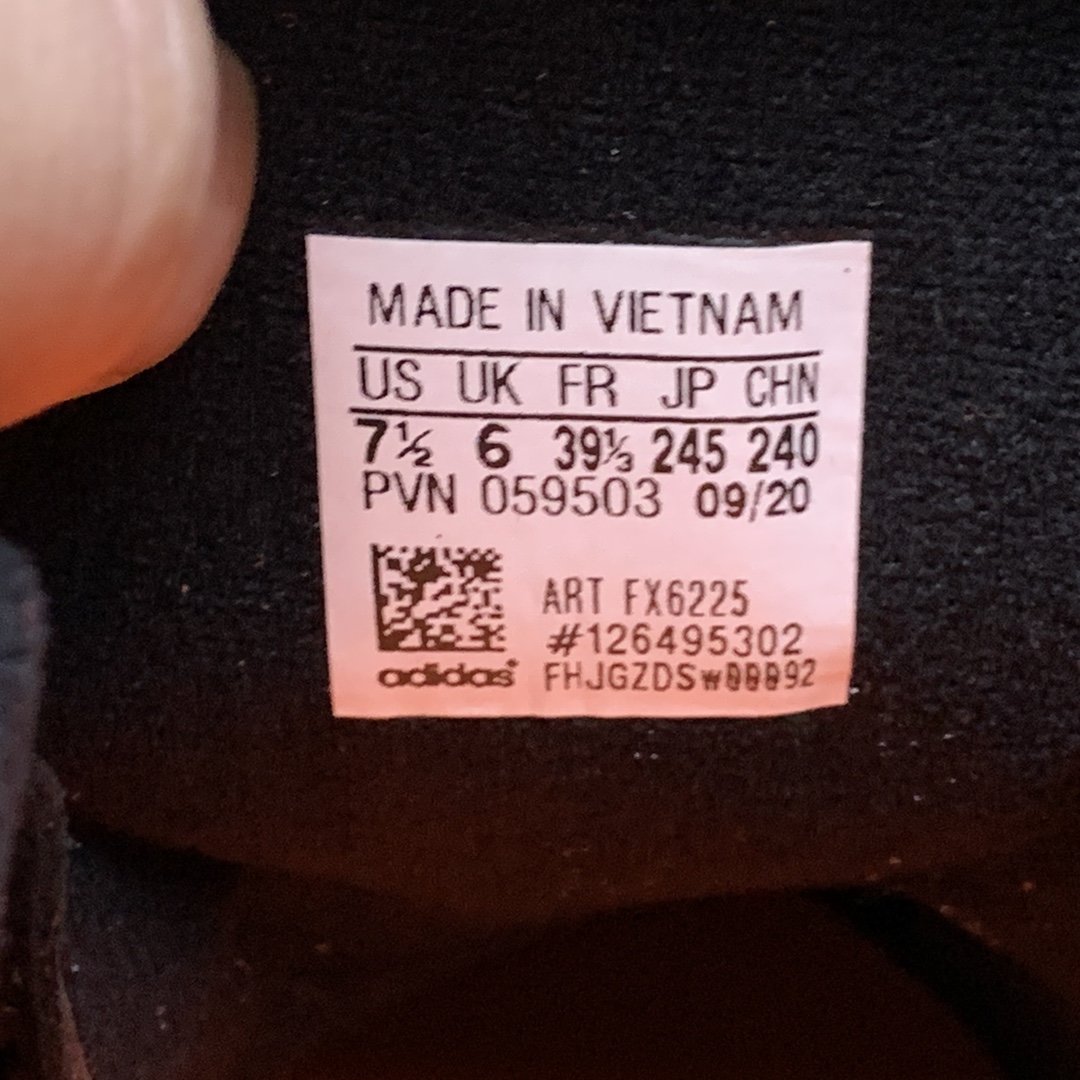 MADE IN VIETNAM
US UK FR JP CHN
7½ 6 39⅓ 245 240
PVN 059503 09/20
ART FX6225
#126495302
adidas FHJGZDSw00092